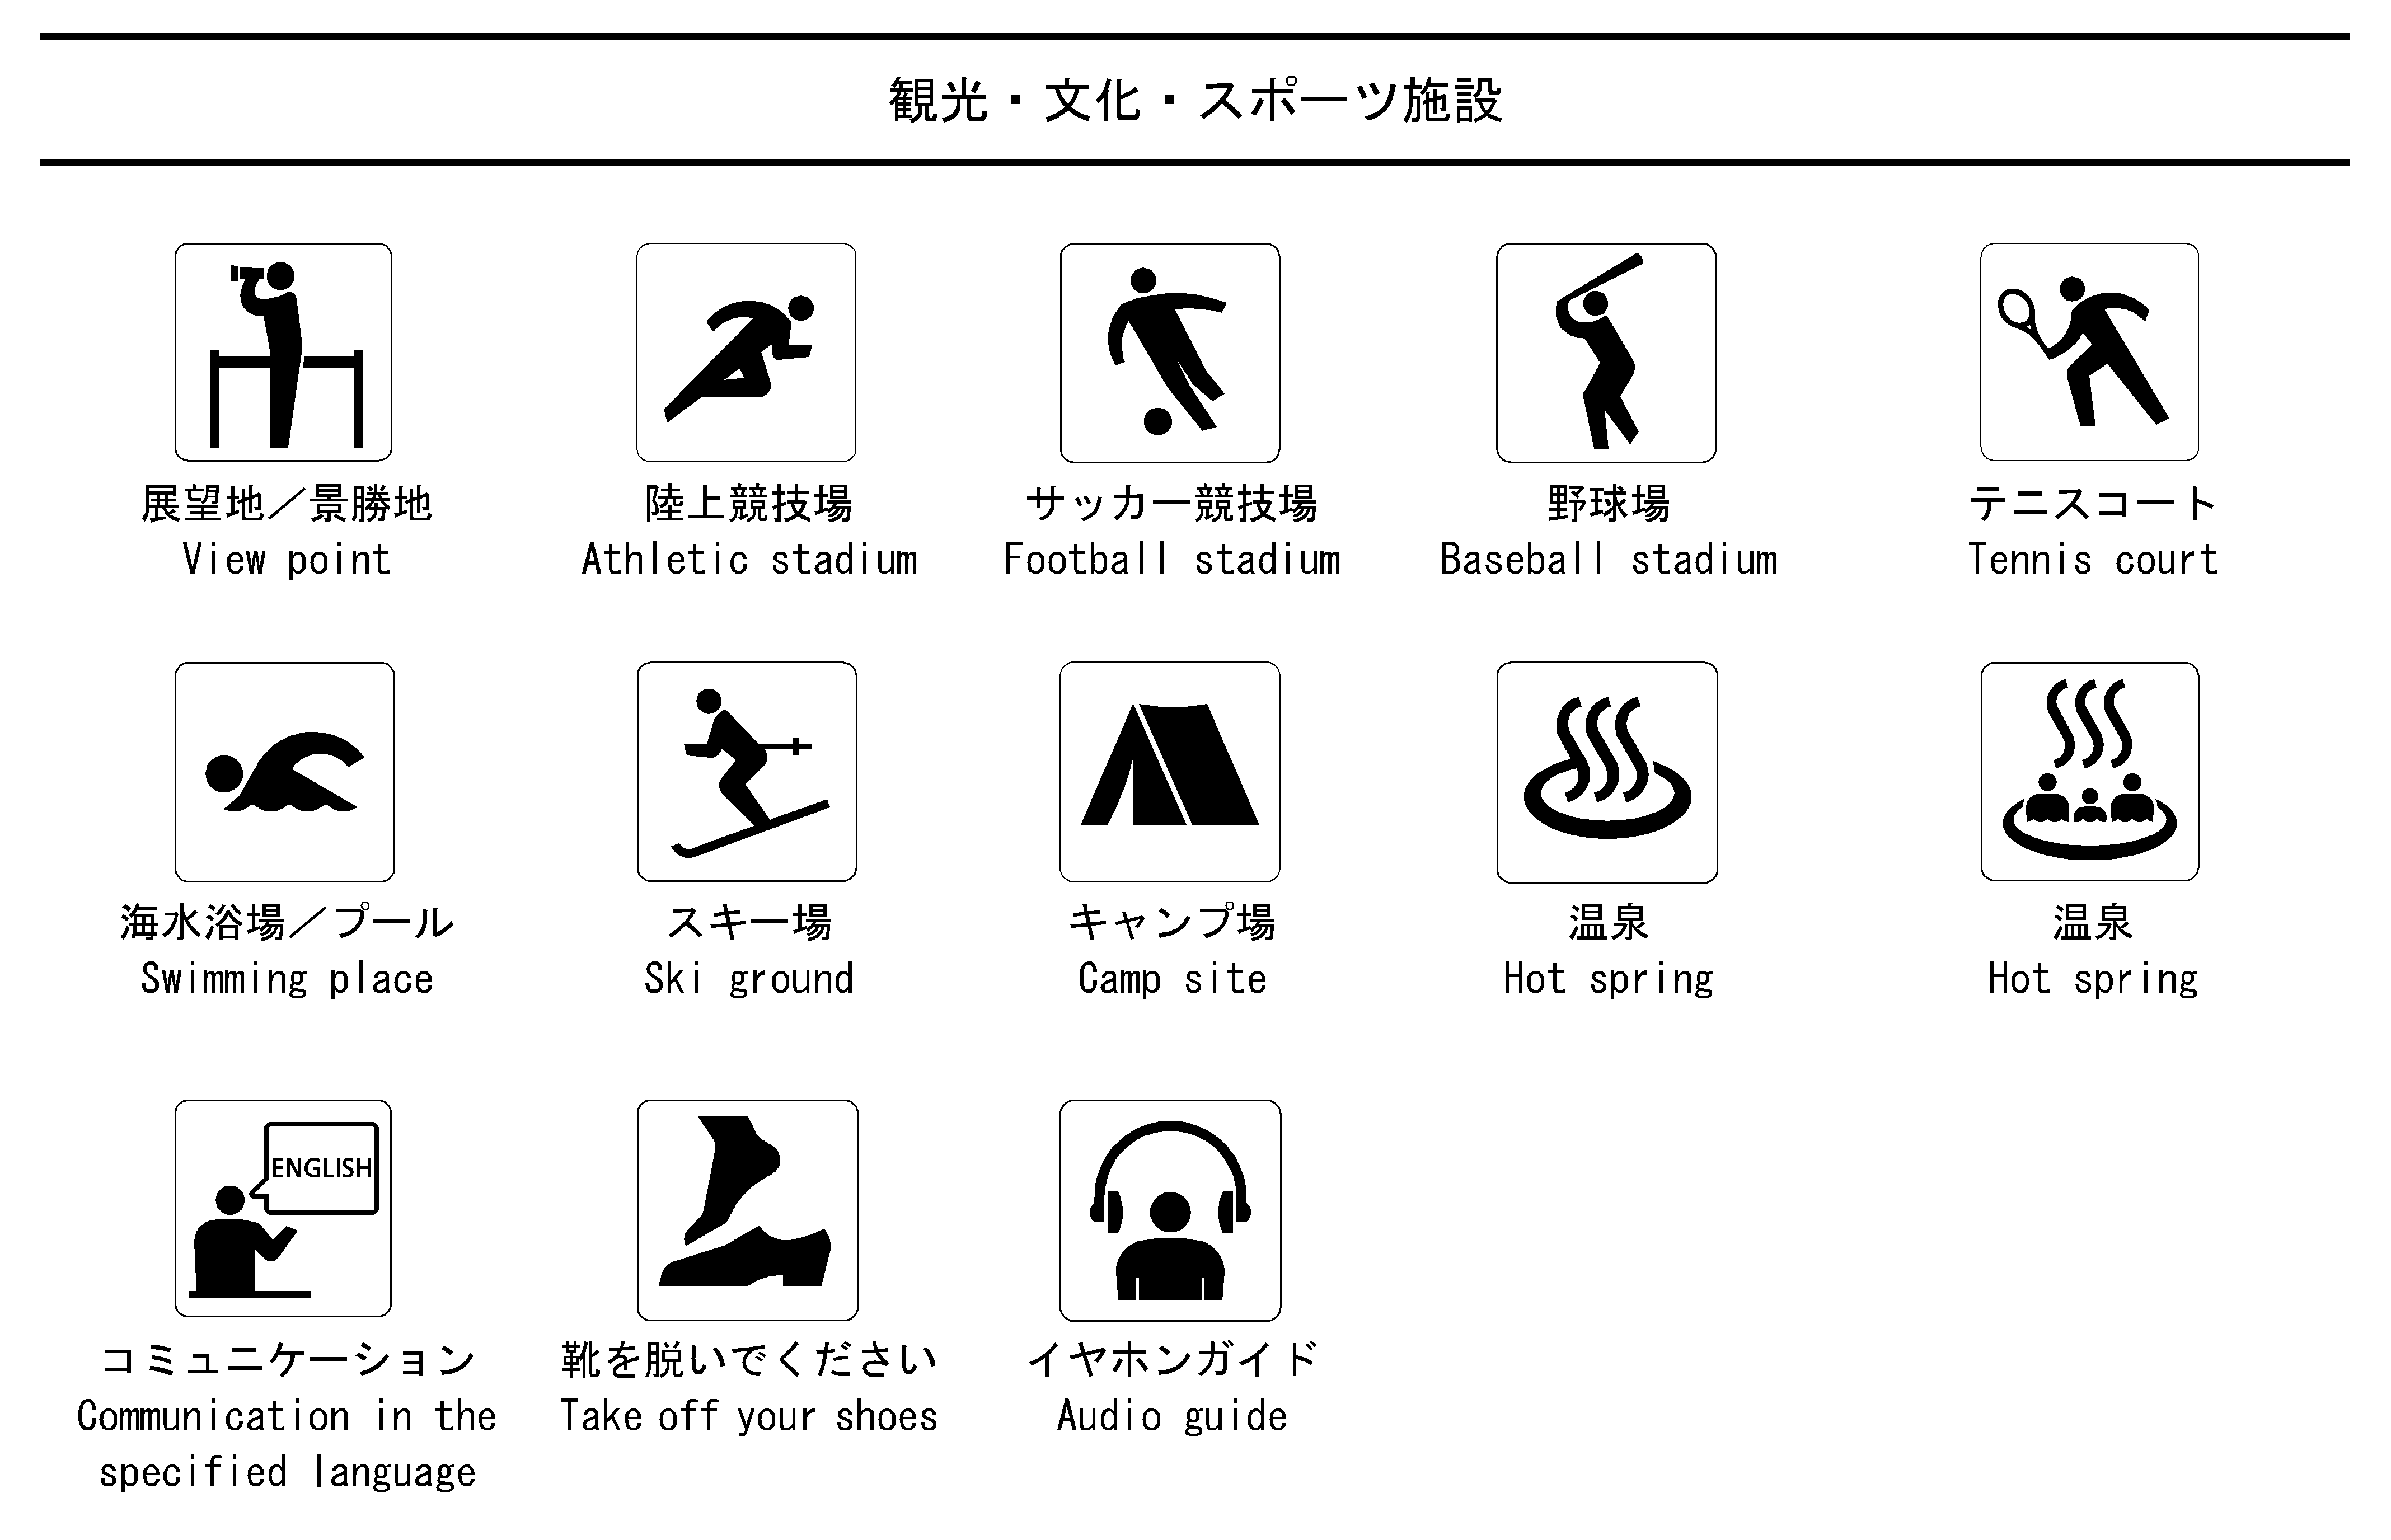 観光・文化・スポーツ施設
展望地／景勝地
View point
陸上競技場
Athletic stadium
サッカー競技場
Football stadium
野球場
Baseball stadium
テニスコート
Tennis court
海水浴場／プール
Swimming place
スキー場
Ski ground
キャンプ場
Camp site
温泉
Hot spring
温泉
Hot spring
ENGLISH
コミュニケーション
Communication in the
specified language
靴を脱いでください
Take off your shoes
イヤホンガイド
Audio guide